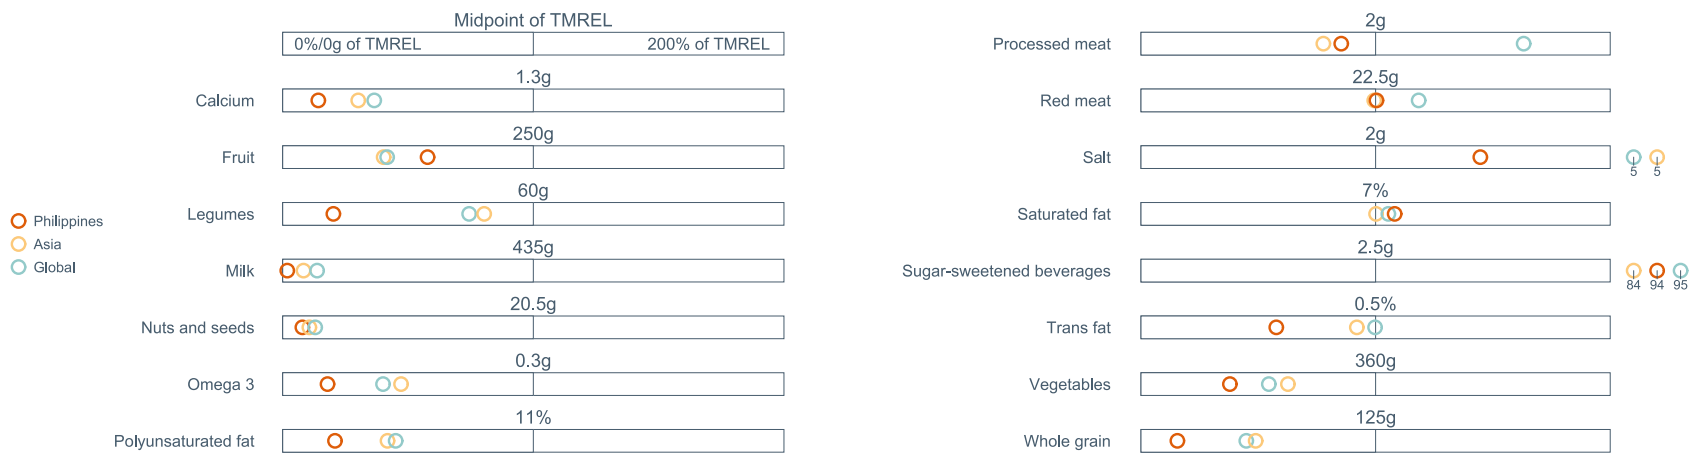 Midpoint of TMREL
0%/0g of TMREL 200% of TMREL
1.3g
Calcium
250g
Fruit
60g
Legumes
435g
Milk
20.5g
Nuts and seeds
0.3g
Omega 3
11%
Polyunsaturated fat
Philippines
Asia
Global
2g
Processed meat
22.5g
Red meat
2g
Salt
5 5
7%
Saturated fat
2.5g
Sugar-sweetened beverages
84 94 95
0.5%
Trans fat
360g
Vegetables
125g
Whole grain